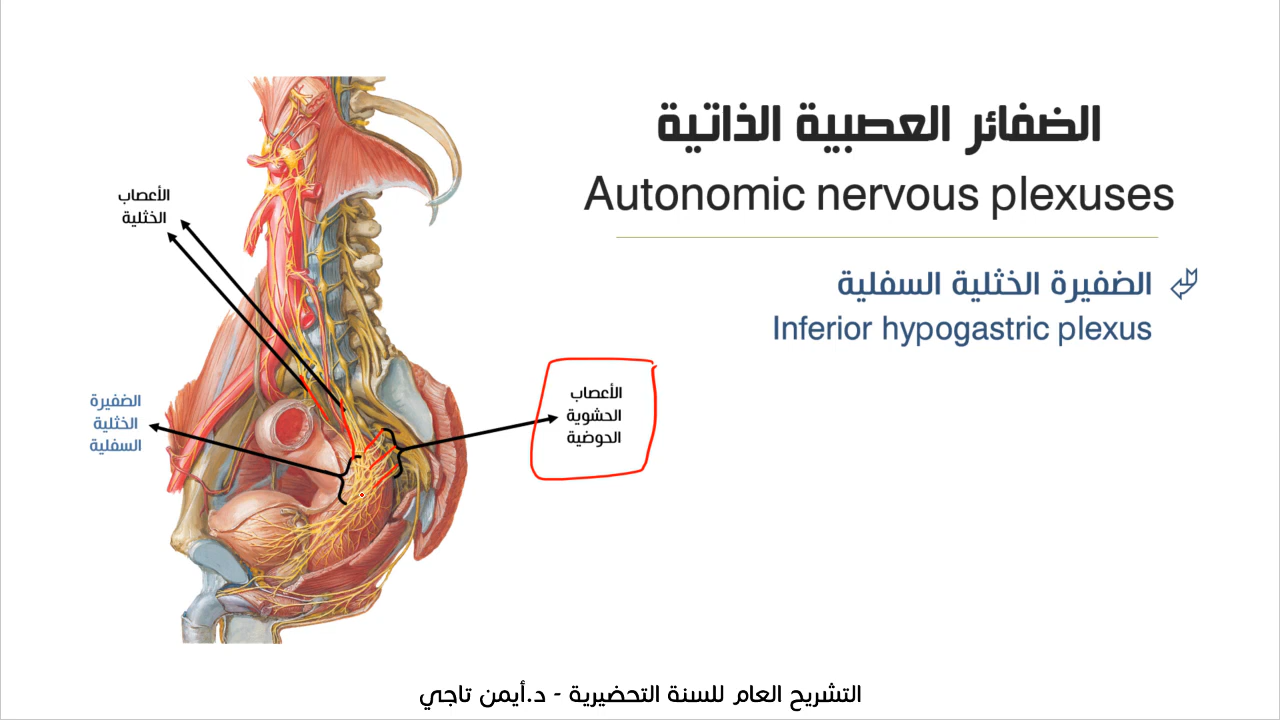 الضفائر العصبية الذاتية
Autonomic nervous plexuses
الضفيرة الخثلية السفلية
Inferior hypogastric plexus
الأعصاب
الخثلية
الضفيرة
الخثلية
السفلية
الأعصاب
الحشوية
الحوضية
التشريح العام للسنة التحضيرية - د.أيمن تاجي